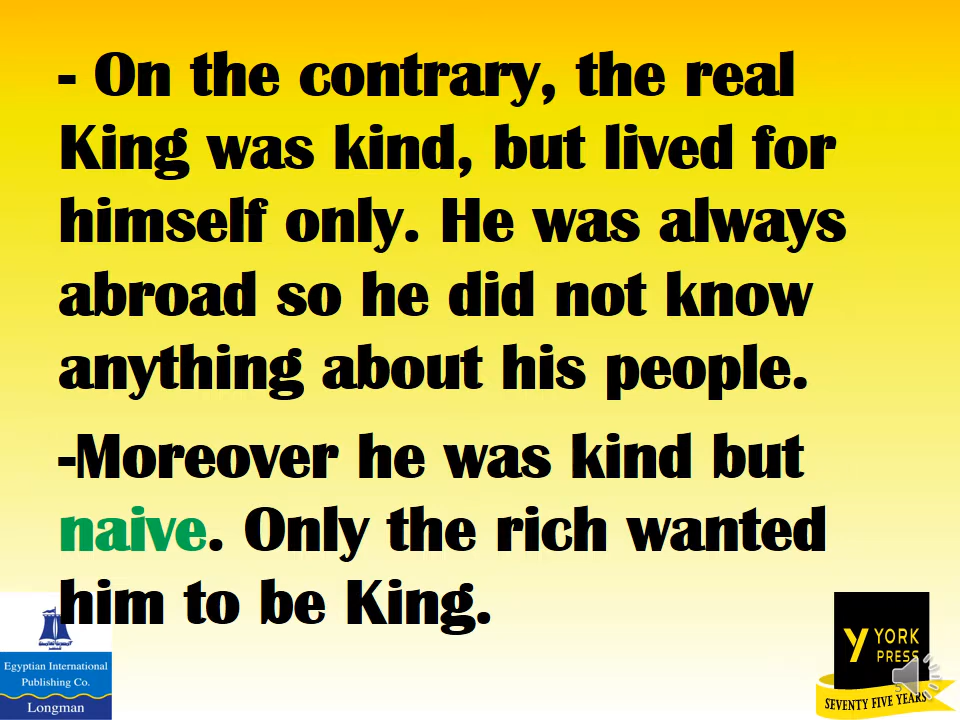 - On the contrary, the real
King was kind, but lived for
himself only. He was always
abroad so he did not know
anything about his people.
-Moreover he was kind but
naive. Only the rich wanted
him to be King.
Egyptian International
Publishing Co.
Longman
y YORK
PRESS
5
SEVENTY FIVE YEARS